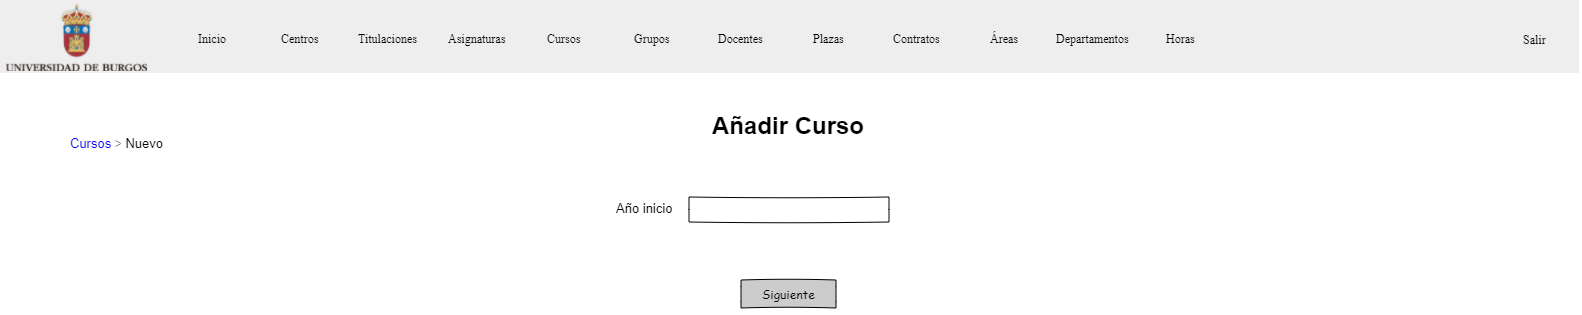 UNIVERSIDAD DE BURGOS
Inicio Centros Titulaciones Asignaturas Cursos Grupos Docentes Plazas Contratos Áreas Departamentos Horas Salir
Añadir Curso
Cursos > Nuevo
Año inicio
Siguiente